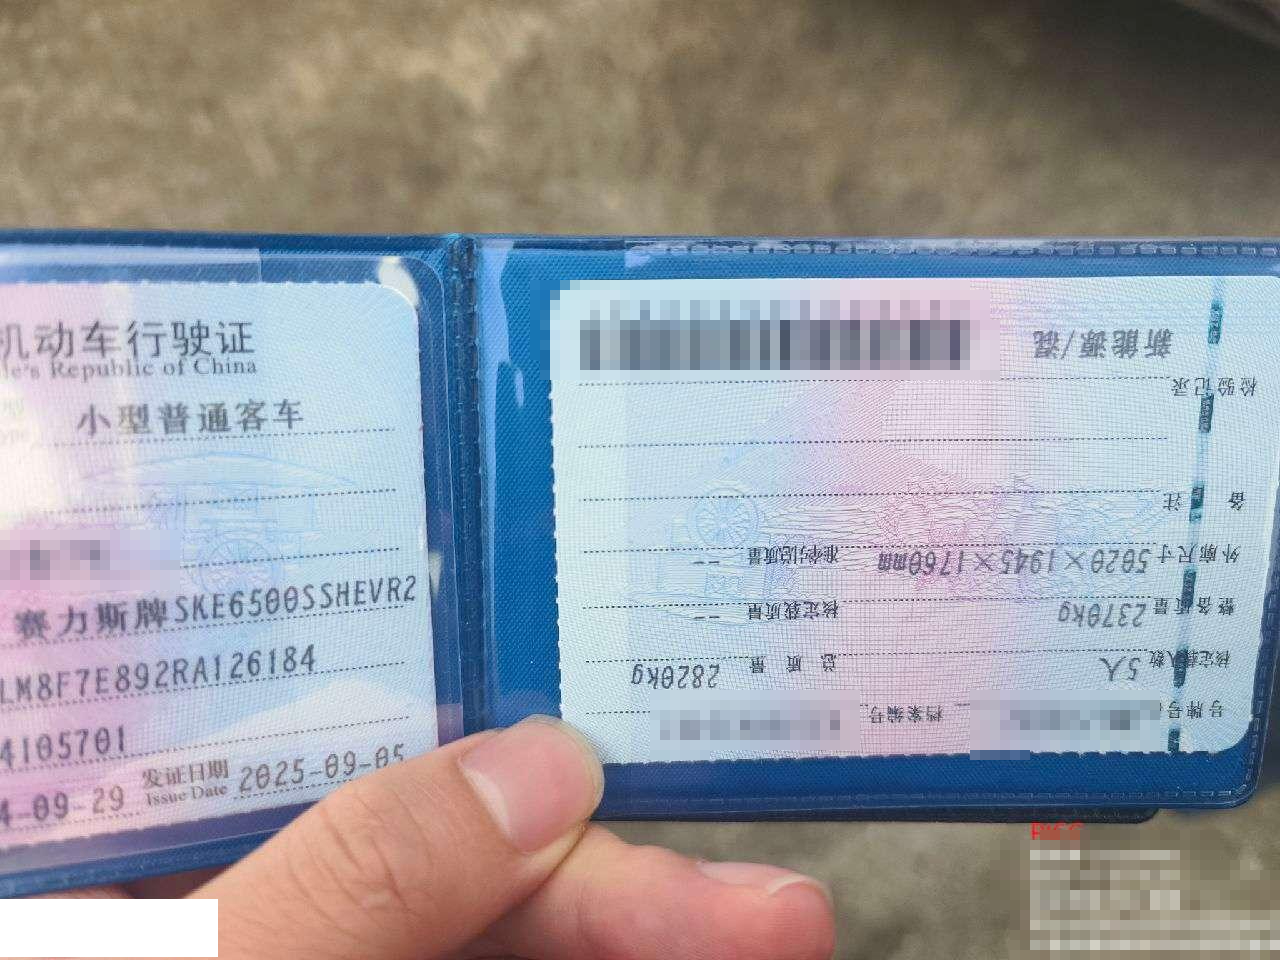 机动车行驶证
le's Republic of China
小型普通客车
赛力斯牌SKE6500SSHEVR2
LM8F7E892RA126184
4105701
4-09-29 发证日期 Issue Date 2025-09-05
号牌号码 档案编号
核定载人数 5人 总质量 2820kg
整备质量 2370kg 核定载质量 --
外廓尺寸 5020×1945×1760mm 准牵引总质量 --
备注
检验记录
新能源/混
PICC